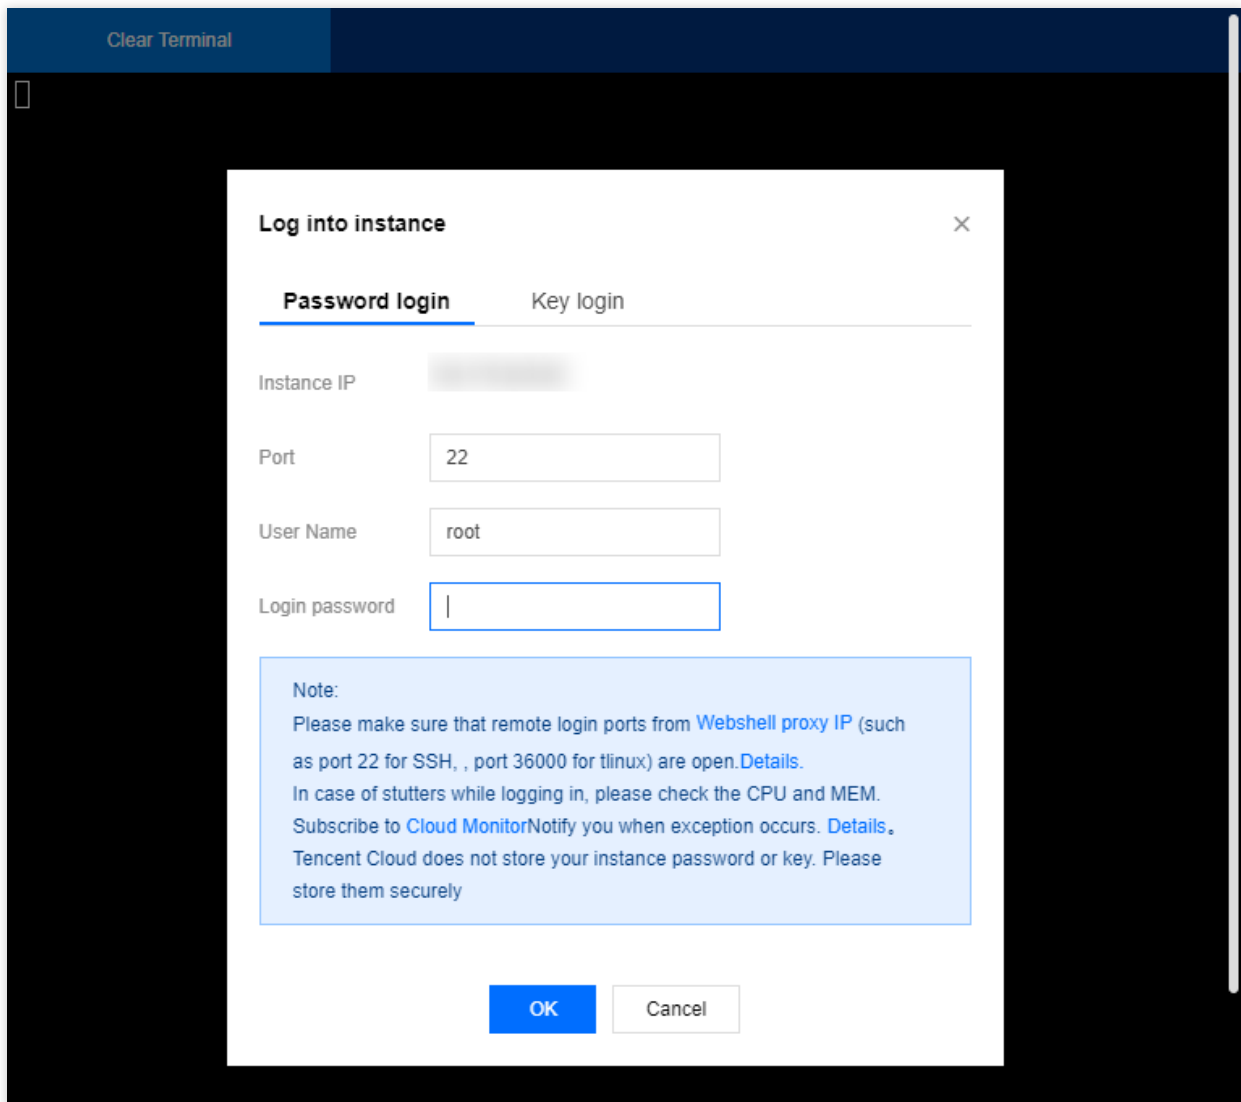 Clear Terminal
Log into instance
Password login Key login
Instance IP
Port 22
User Name root
Login password
Note:
Please make sure that remote login ports from Webshell proxy IP (such
as port 22 for SSH, , port 36000 for tlinux) are open.Details.
In case of stutters while logging in, please check the CPU and MEM.
Subscribe to Cloud MonitorNotify you when exception occurs. Details。
Tencent Cloud does not store your instance password or key. Please
store them securely
OK Cancel